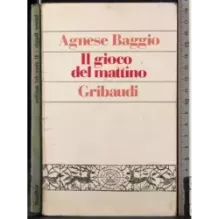 Agnese Baggio
Il gioco
del mattino
Gribaudi